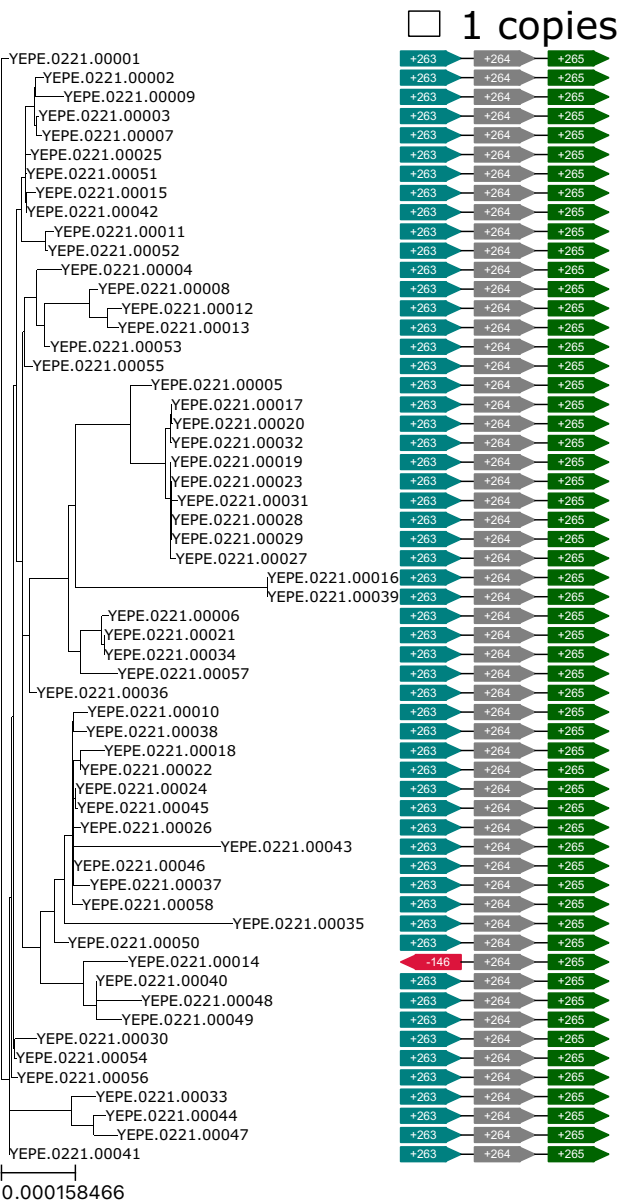 1 copies
YEPE.0221.00001 +263 +264 +265
YEPE.0221.00002 +263 +264 +265
YEPE.0221.00009 +263 +264 +265
YEPE.0221.00003 +263 +264 +265
YEPE.0221.00007 +263 +264 +265
YEPE.0221.00025 +263 +264 +265
YEPE.0221.00051 +263 +264 +265
YEPE.0221.00015 +263 +264 +265
YEPE.0221.00042 +263 +264 +265
YEPE.0221.00011 +263 +264 +265
YEPE.0221.00052 +263 +264 +265
YEPE.0221.00004 +263 +264 +265
YEPE.0221.00008 +263 +264 +265
YEPE.0221.00012 +263 +264 +265
YEPE.0221.00013 +263 +264 +265
YEPE.0221.00053 +263 +264 +265
YEPE.0221.00055 +263 +264 +265
YEPE.0221.00005 +263 +264 +265
YEPE.0221.00017 +263 +264 +265
YEPE.0221.00020 +263 +264 +265
YEPE.0221.00032 +263 +264 +265
YEPE.0221.00019 +263 +264 +265
YEPE.0221.00023 +263 +264 +265
YEPE.0221.00031 +263 +264 +265
YEPE.0221.00028 +263 +264 +265
YEPE.0221.00029 +263 +264 +265
YEPE.0221.00027 +263 +264 +265
YEPE.0221.00016 +263 +264 +265
YEPE.0221.00039 +263 +264 +265
YEPE.0221.00006 +263 +264 +265
YEPE.0221.00021 +263 +264 +265
YEPE.0221.00034 +263 +264 +265
YEPE.0221.00057 +263 +264 +265
YEPE.0221.00036 +263 +264 +265
YEPE.0221.00010 +263 +264 +265
YEPE.0221.00038 +263 +264 +265
YEPE.0221.00018 +263 +264 +265
YEPE.0221.00022 +263 +264 +265
YEPE.0221.00024 +263 +264 +265
YEPE.0221.00045 +263 +264 +265
YEPE.0221.00026 +263 +264 +265
YEPE.0221.00043 +263 +264 +265
YEPE.0221.00046 +263 +264 +265
YEPE.0221.00037 +263 +264 +265
YEPE.0221.00058 +263 +264 +265
YEPE.0221.00035 +263 +264 +265
YEPE.0221.00050 +263 +264 +265
YEPE.0221.00014 -146 +264 +265
YEPE.0221.00040 +263 +264 +265
YEPE.0221.00048 +263 +264 +265
YEPE.0221.00049 +263 +264 +265
YEPE.0221.00030 +263 +264 +265
YEPE.0221.00054 +263 +264 +265
YEPE.0221.00056 +263 +264 +265
YEPE.0221.00033 +263 +264 +265
YEPE.0221.00044 +263 +264 +265
YEPE.0221.00047 +263 +264 +265
YEPE.0221.00041 +263 +264 +265
0.000158466